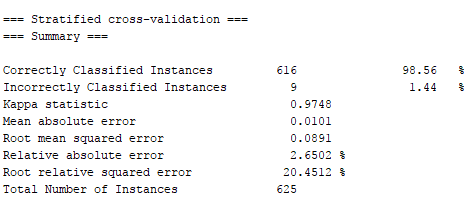 === Stratified cross-validation ===
=== Summary ===
Correctly Classified Instances 616 98.56 %
Incorrectly Classified Instances 9 1.44 %
Kappa statistic 0.9748
Mean absolute error 0.0101
Root mean squared error 0.0891
Relative absolute error 2.6502 %
Root relative squared error 20.4512 %
Total Number of Instances 625